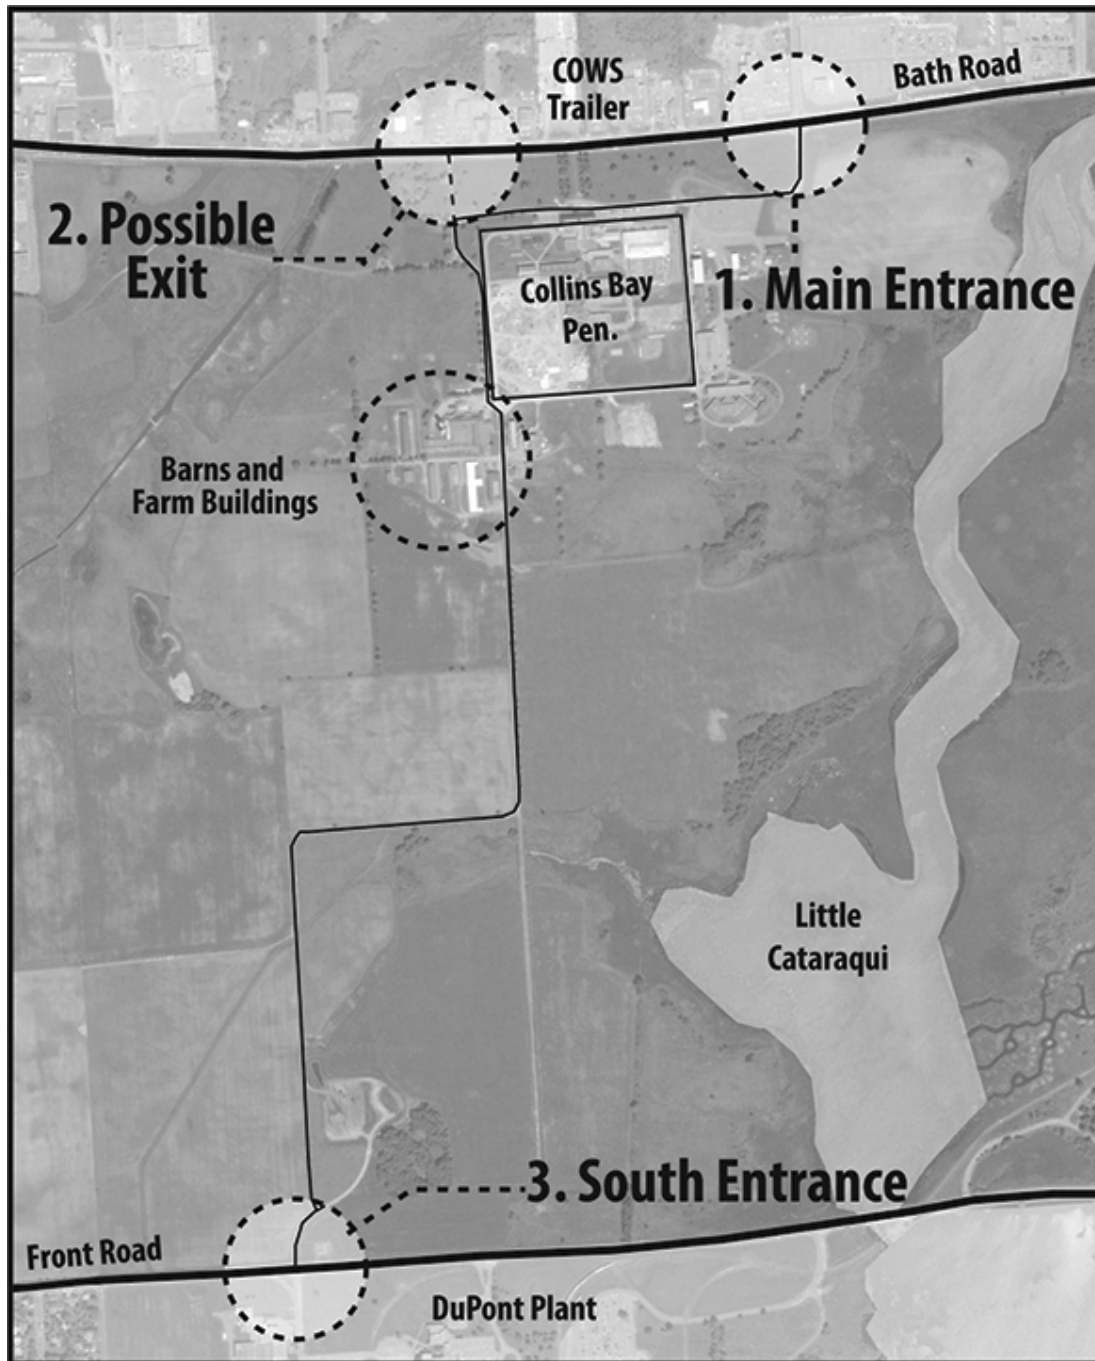 COWS
Trailer
Bath Road
2. Possible
Exit
Collins Bay
Pen.
1. Main Entrance
Barns and
Farm Buildings
Little
Cataraqui
3. South Entrance
Front Road
DuPont Plant